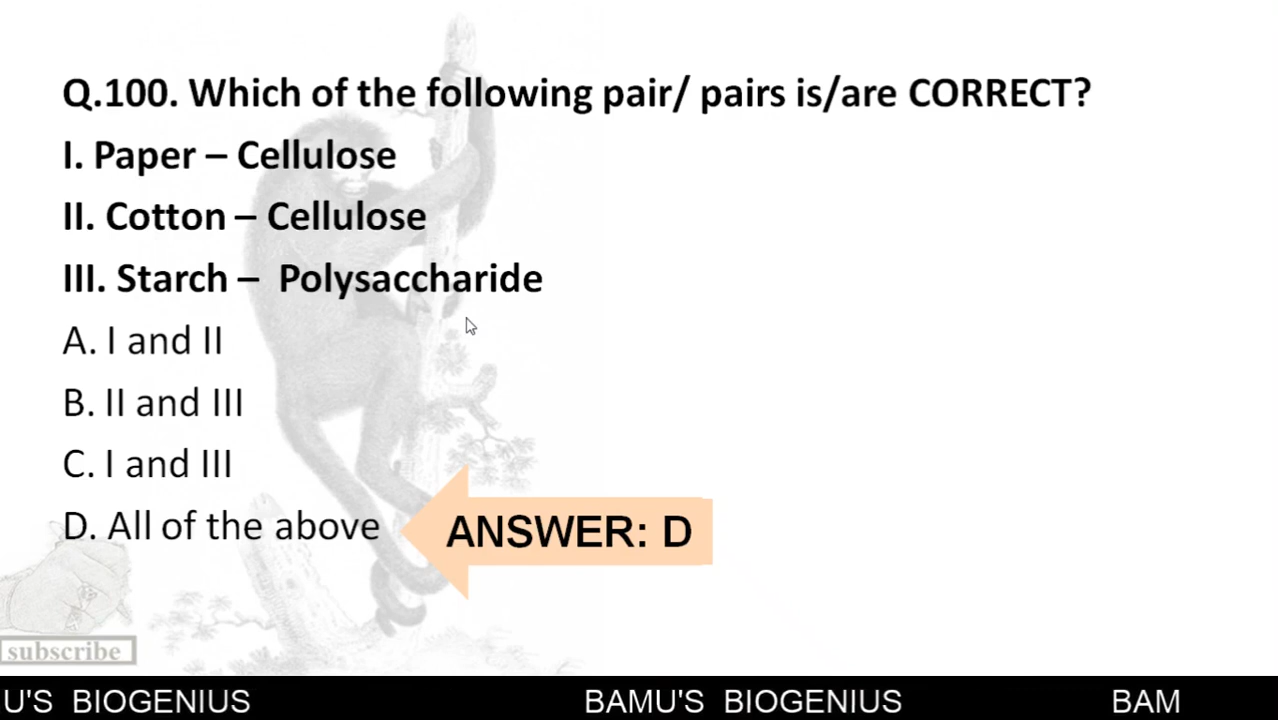 Q.100. Which of the following pair/ pairs is/are CORRECT?
I. Paper – Cellulose
II. Cotton – Cellulose
III. Starch –  Polysaccharide
A. I and II
B. II and III
C. I and III
D. All of the above
ANSWER: D
subscribe
U'S BIOGENIUS BAMU'S BIOGENIUS BAM